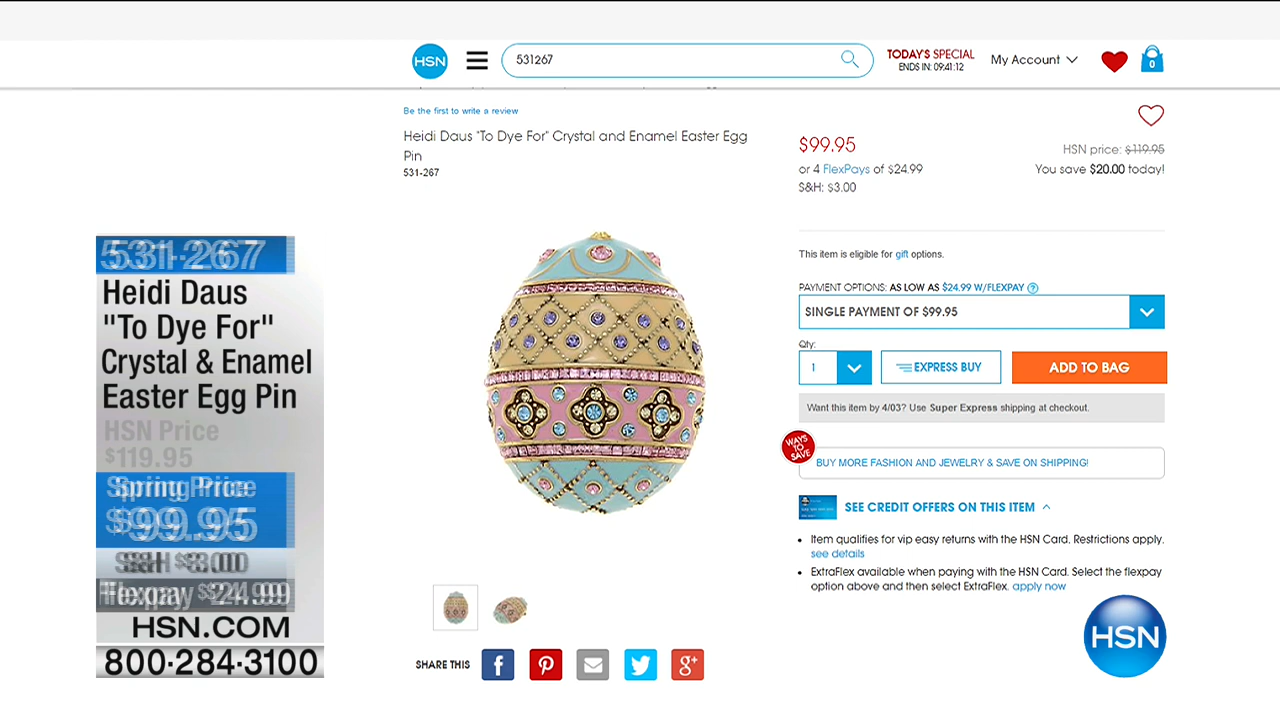 HSN
531267
TODAY'S SPECIAL
ENDS IN: 09:41:12
My Account
0
Be the first to write a review
Heidi Daus "To Dye For" Crystal and Enamel Easter Egg
Pin
531-267
$99.95
HSN price: $119.95
or 4 FlexPays of $24.99
You save $20.00 today!
S&H: $3.00
This item is eligible for gift options.
PAYMENT OPTIONS: AS LOW AS $24.99 W/FLEXPAY ?
SINGLE PAYMENT OF $99.95
Qty:
1
EXPRESS BUY
ADD TO BAG
Want this item by 4/03? Use Super Express shipping at checkout.
WAYS
TO
SAVE
BUY MORE FASHION AND JEWELRY & SAVE ON SHIPPING!
SEE CREDIT OFFERS ON THIS ITEM
Item qualifies for vip easy returns with the HSN Card. Restrictions apply.
see details
ExtraFlex available when paying with the HSN Card. Select the flexpay
option above and then select ExtraFlex. apply now
HSN
531-267
Heidi Daus
"To Dye For"
Crystal & Enamel
Easter Egg Pin
HSN Price
$119.95
Spring Price
$99.95
S&H
Flexpay
HSN.COM
800·284·3100
SHARE THIS
f
g+